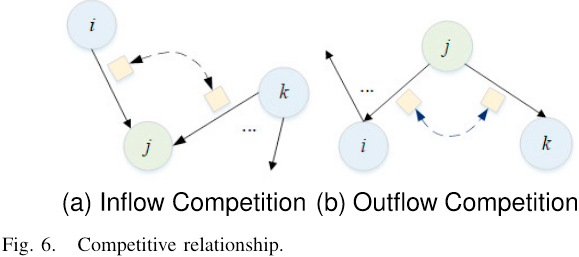 i
j
k
...
j
...
i
k
(a) Inflow Competition (b) Outflow Competition
Fig. 6. Competitive relationship.